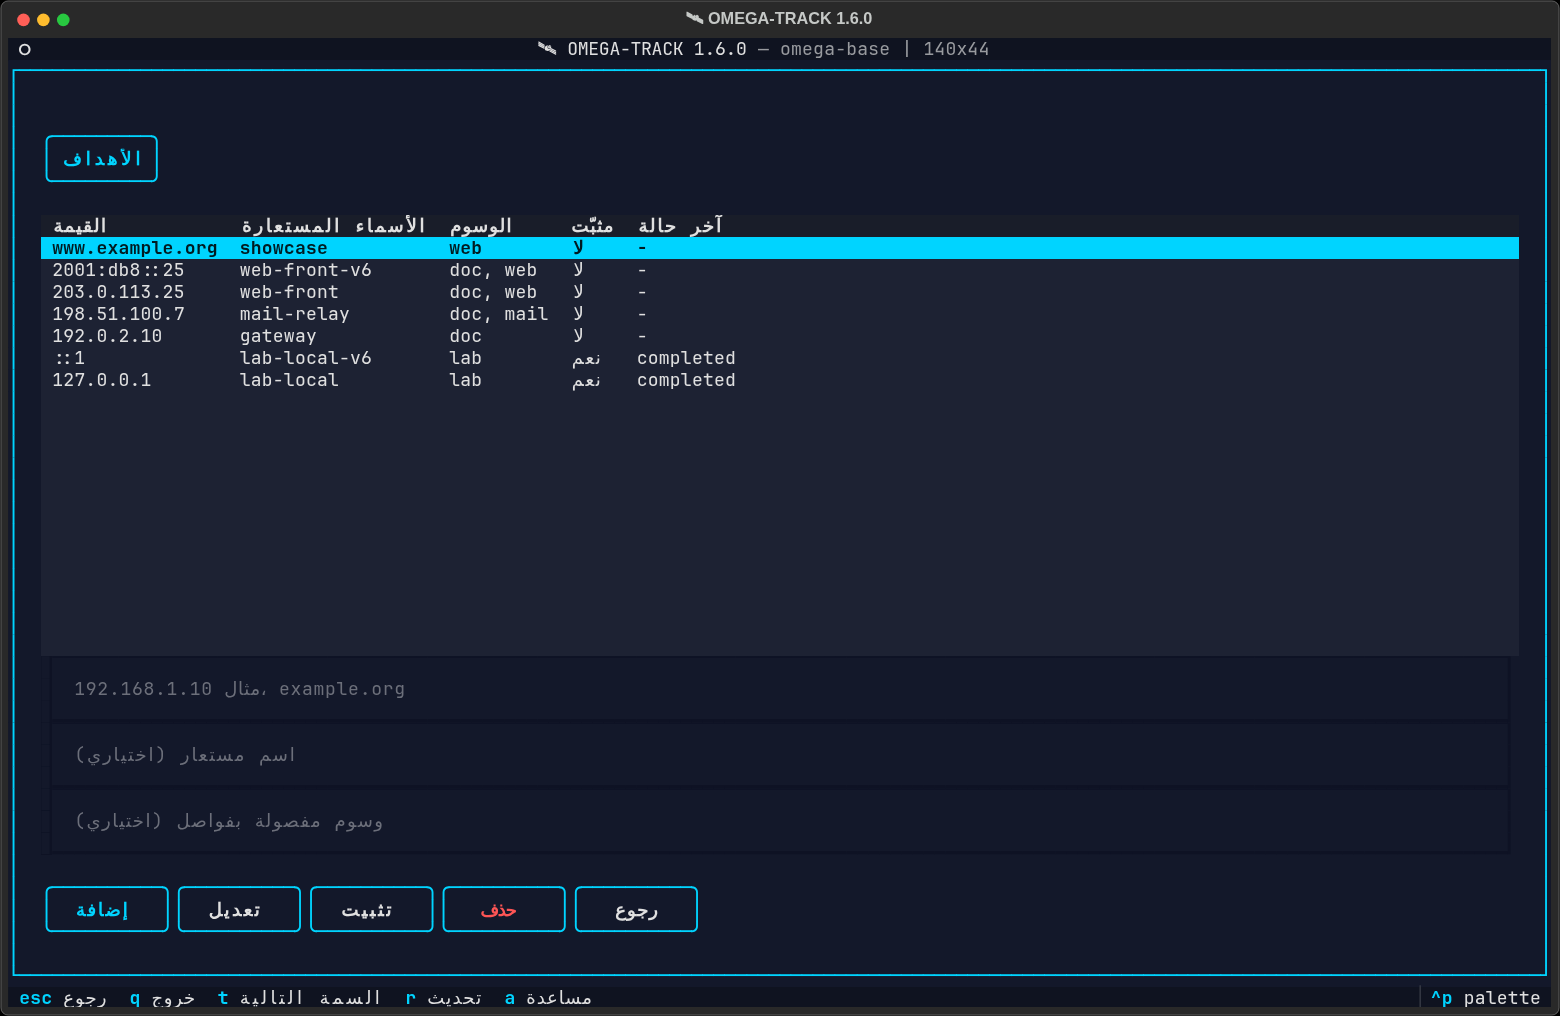 🛰 OMEGA-TRACK 1.6.0
🛰 OMEGA-TRACK 1.6.0 — omega-base | 140x44
الأهداف
القيمة الأسماء المستعارة الوسوم مثبّت آخر حالة
www.example.org showcase web لا -
2001:db8::25 web-front-v6 doc, web لا -
203.0.113.25 web-front doc, web لا -
198.51.100.7 mail-relay doc, mail لا -
192.0.2.10 gateway doc لا -
::1 lab-local-v6 lab نعم completed
127.0.0.1 lab-local lab نعم completed
192.168.1.10 مثال، example.org
اسم مستعار (اختياري)
وسوم مفصولة بفواصل (اختياري)
إضافة تعديل تثبيت حذف رجوع
esc رجوع q خروج t السمة التالية r تحديث a مساعدة ^p palette